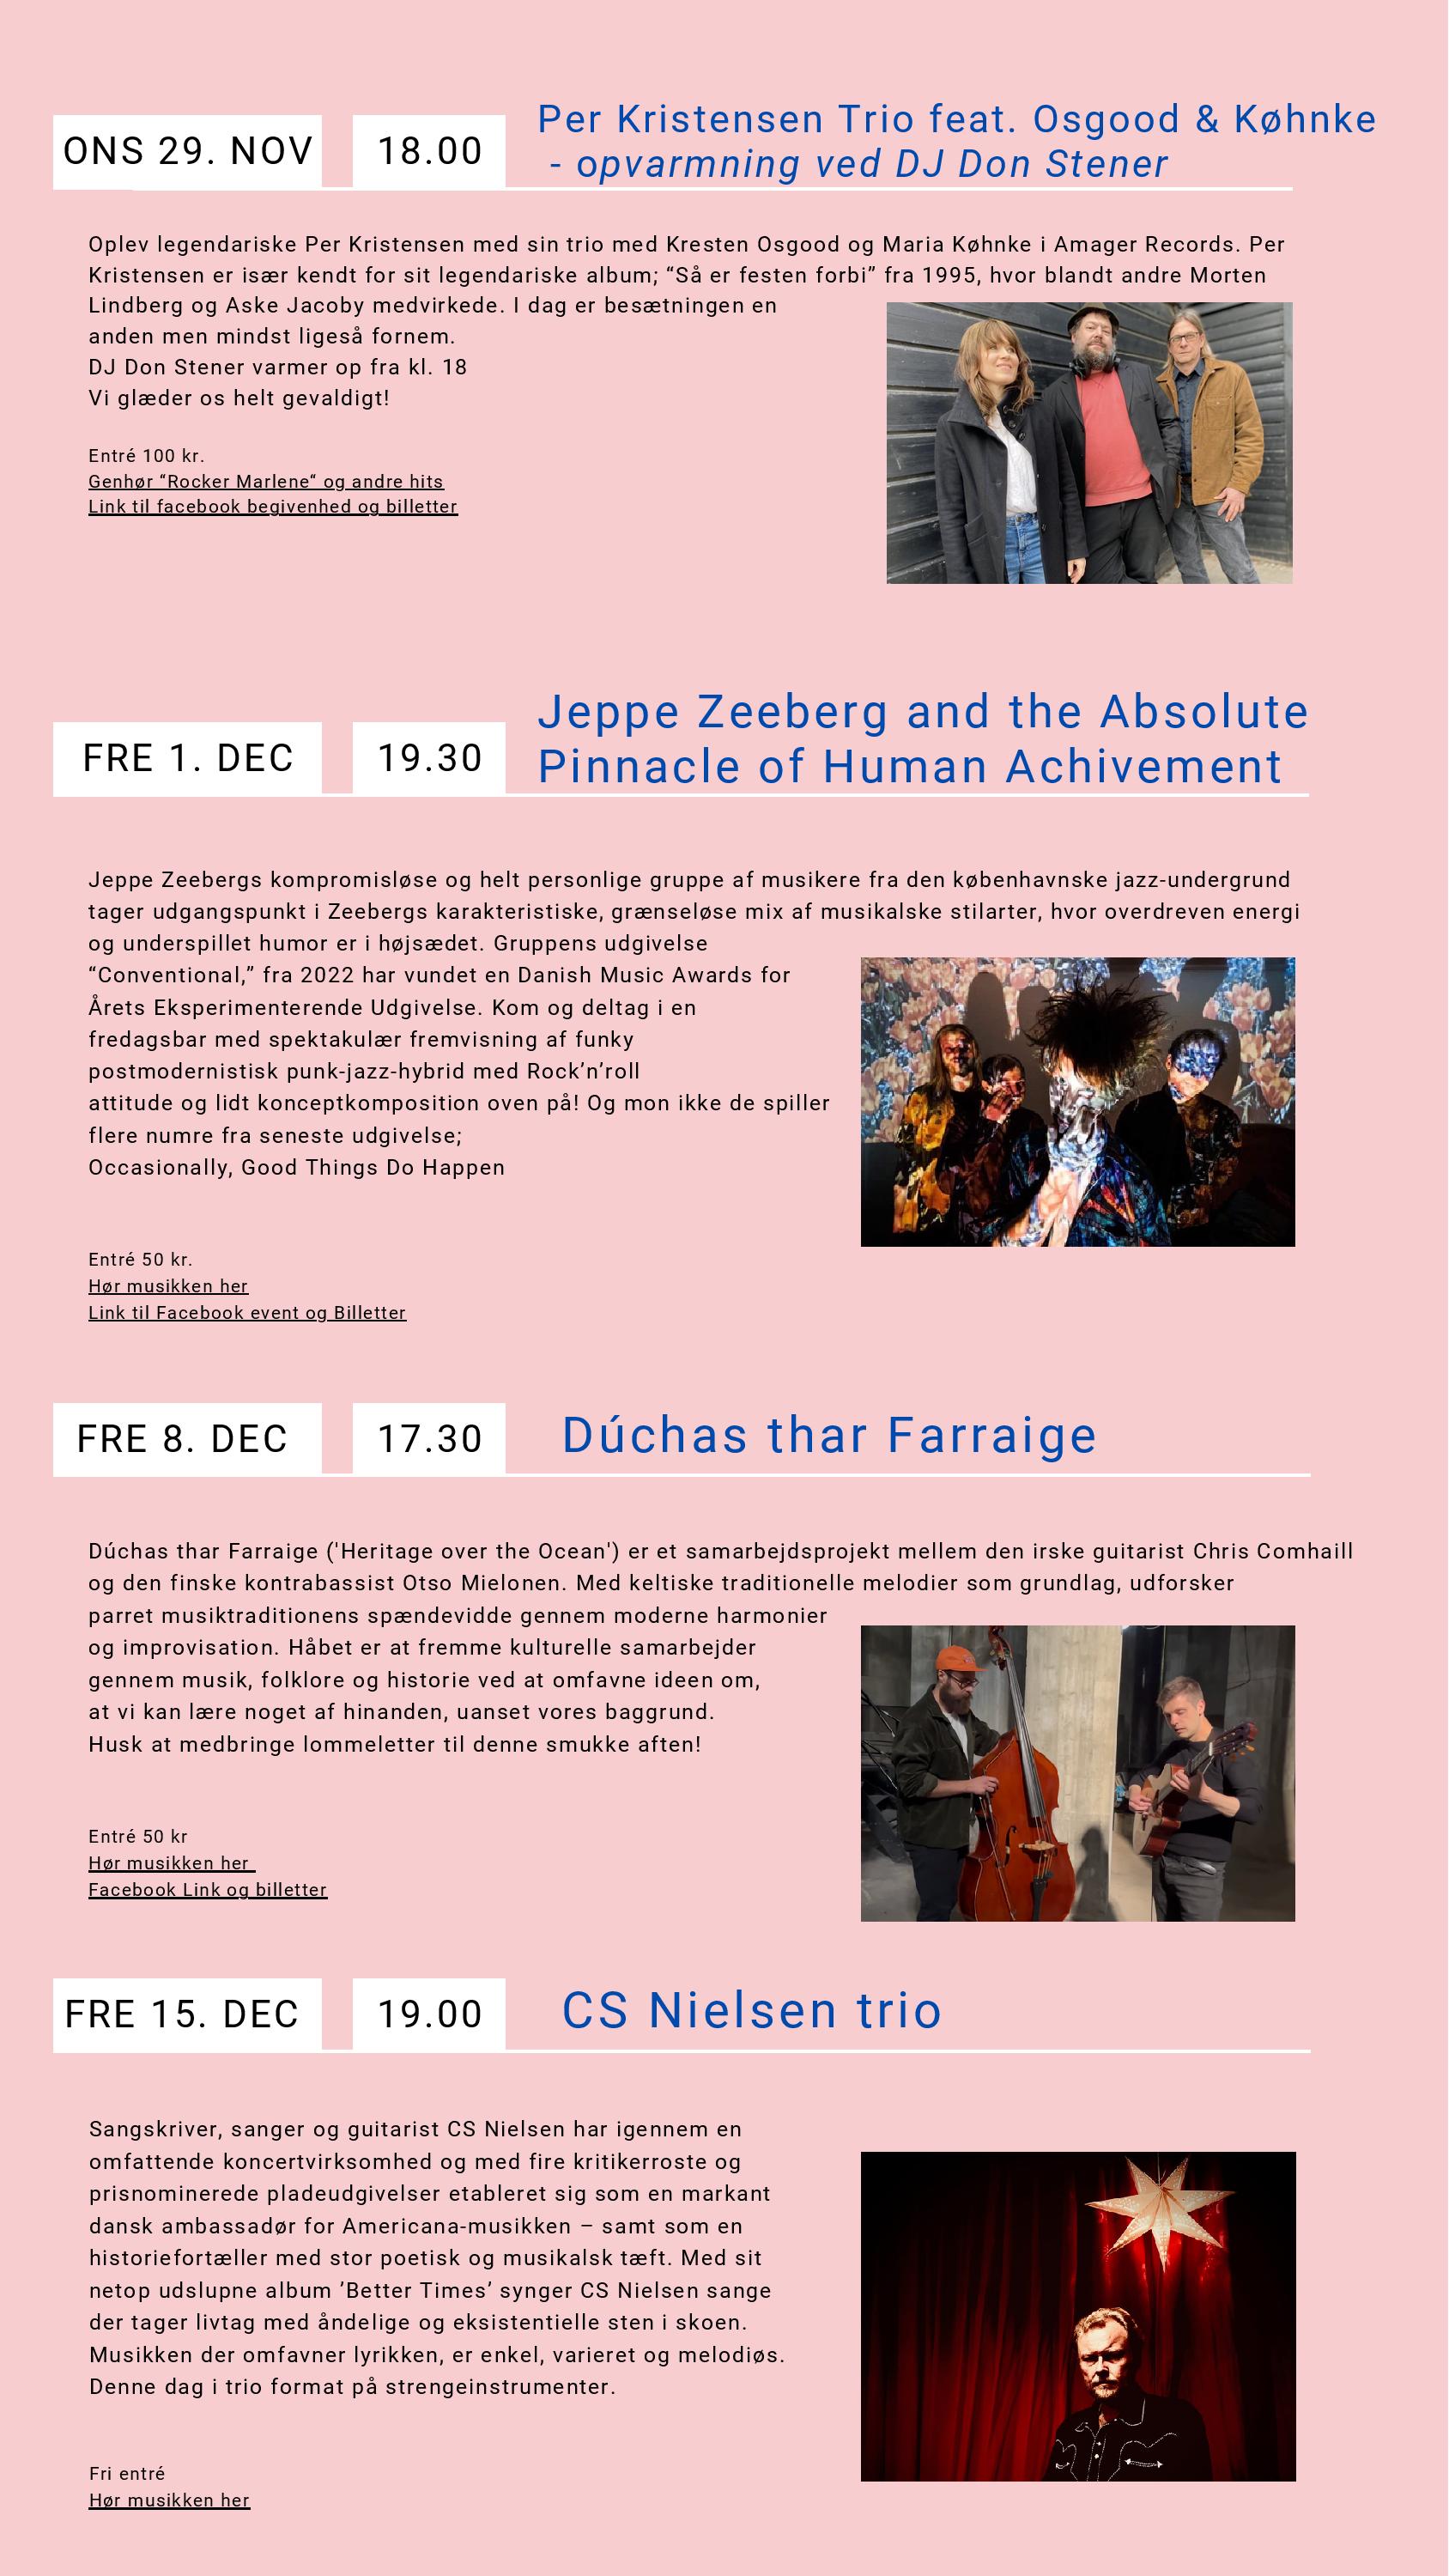 ONS 29. NOV
18.00
Per Kristensen Trio feat. Osgood & Køhnke
- opvarmning ved DJ Don Stener
Oplev legendariske Per Kristensen med sin trio med Kresten Osgood og Maria Køhnke i Amager Records. Per
Kristensen er især kendt for sit legendariske album; “Så er festen forbi” fra 1995, hvor blandt andre Morten
Lindberg og Aske Jacoby medvirkede. I dag er besætningen en
anden men mindst ligeså fornem.
DJ Don Stener varmer op fra kl. 18
Vi glæder os helt gevaldigt!
Entré 100 kr.
Genhør “Rocker Marlene“ og andre hits
Link til facebook begivenhed og billetter
FRE 1. DEC
19.30
Jeppe Zeeberg and the Absolute
Pinnacle of Human Achivement
Jeppe Zeebergs kompromisløse og helt personlige gruppe af musikere fra den københavnske jazz-undergrund
tager udgangspunkt i Zeebergs karakteristiske, grænseløse mix af musikalske stilarter, hvor overdreven energi
og underspillet humor er i højsædet. Gruppens udgivelse
“Conventional,” fra 2022 har vundet en Danish Music Awards for
Årets Eksperimenterende Udgivelse. Kom og deltag i en
fredagsbar med spektakulær fremvisning af funky
postmodernistisk punk-jazz-hybrid med Rock’n’roll
attitude og lidt konceptkomposition oven på! Og mon ikke de spiller
flere numre fra seneste udgivelse;
Occasionally, Good Things Do Happen
Entré 50 kr.
Hør musikken her
Link til Facebook event og Billetter
FRE 8. DEC
17.30
Dúchas thar Farraige
Dúchas thar Farraige ('Heritage over the Ocean') er et samarbejdsprojekt mellem den irske guitarist Chris Comhaill
og den finske kontrabassist Otso Mielonen. Med keltiske traditionelle melodier som grundlag, udforsker
parret musiktraditionens spændevidde gennem moderne harmonier
og improvisation. Håbet er at fremme kulturelle samarbejder
gennem musik, folklore og historie ved at omfavne ideen om,
at vi kan lære noget af hinanden, uanset vores baggrund.
Husk at medbringe lommeletter til denne smukke aften!
Entré 50 kr
Hør musikken her
Facebook Link og billetter
FRE 15. DEC
19.00
CS Nielsen trio
Sangskriver, sanger og guitarist CS Nielsen har igennem en
omfattende koncertvirksomhed og med fire kritikerroste og
prisnominerede pladeudgivelser etableret sig som en markant
dansk ambassadør for Americana-musikken – samt som en
historiefortæller med stor poetisk og musikalsk tæft. Med sit
netop udslupne album ’Better Times’ synger CS Nielsen sange
der tager livtag med åndelige og eksistentielle sten i skoen.
Musikken der omfavner lyrikken, er enkel, varieret og melodiøs.
Denne dag i trio format på strengeinstrumenter.
Fri entré
Hør musikken her